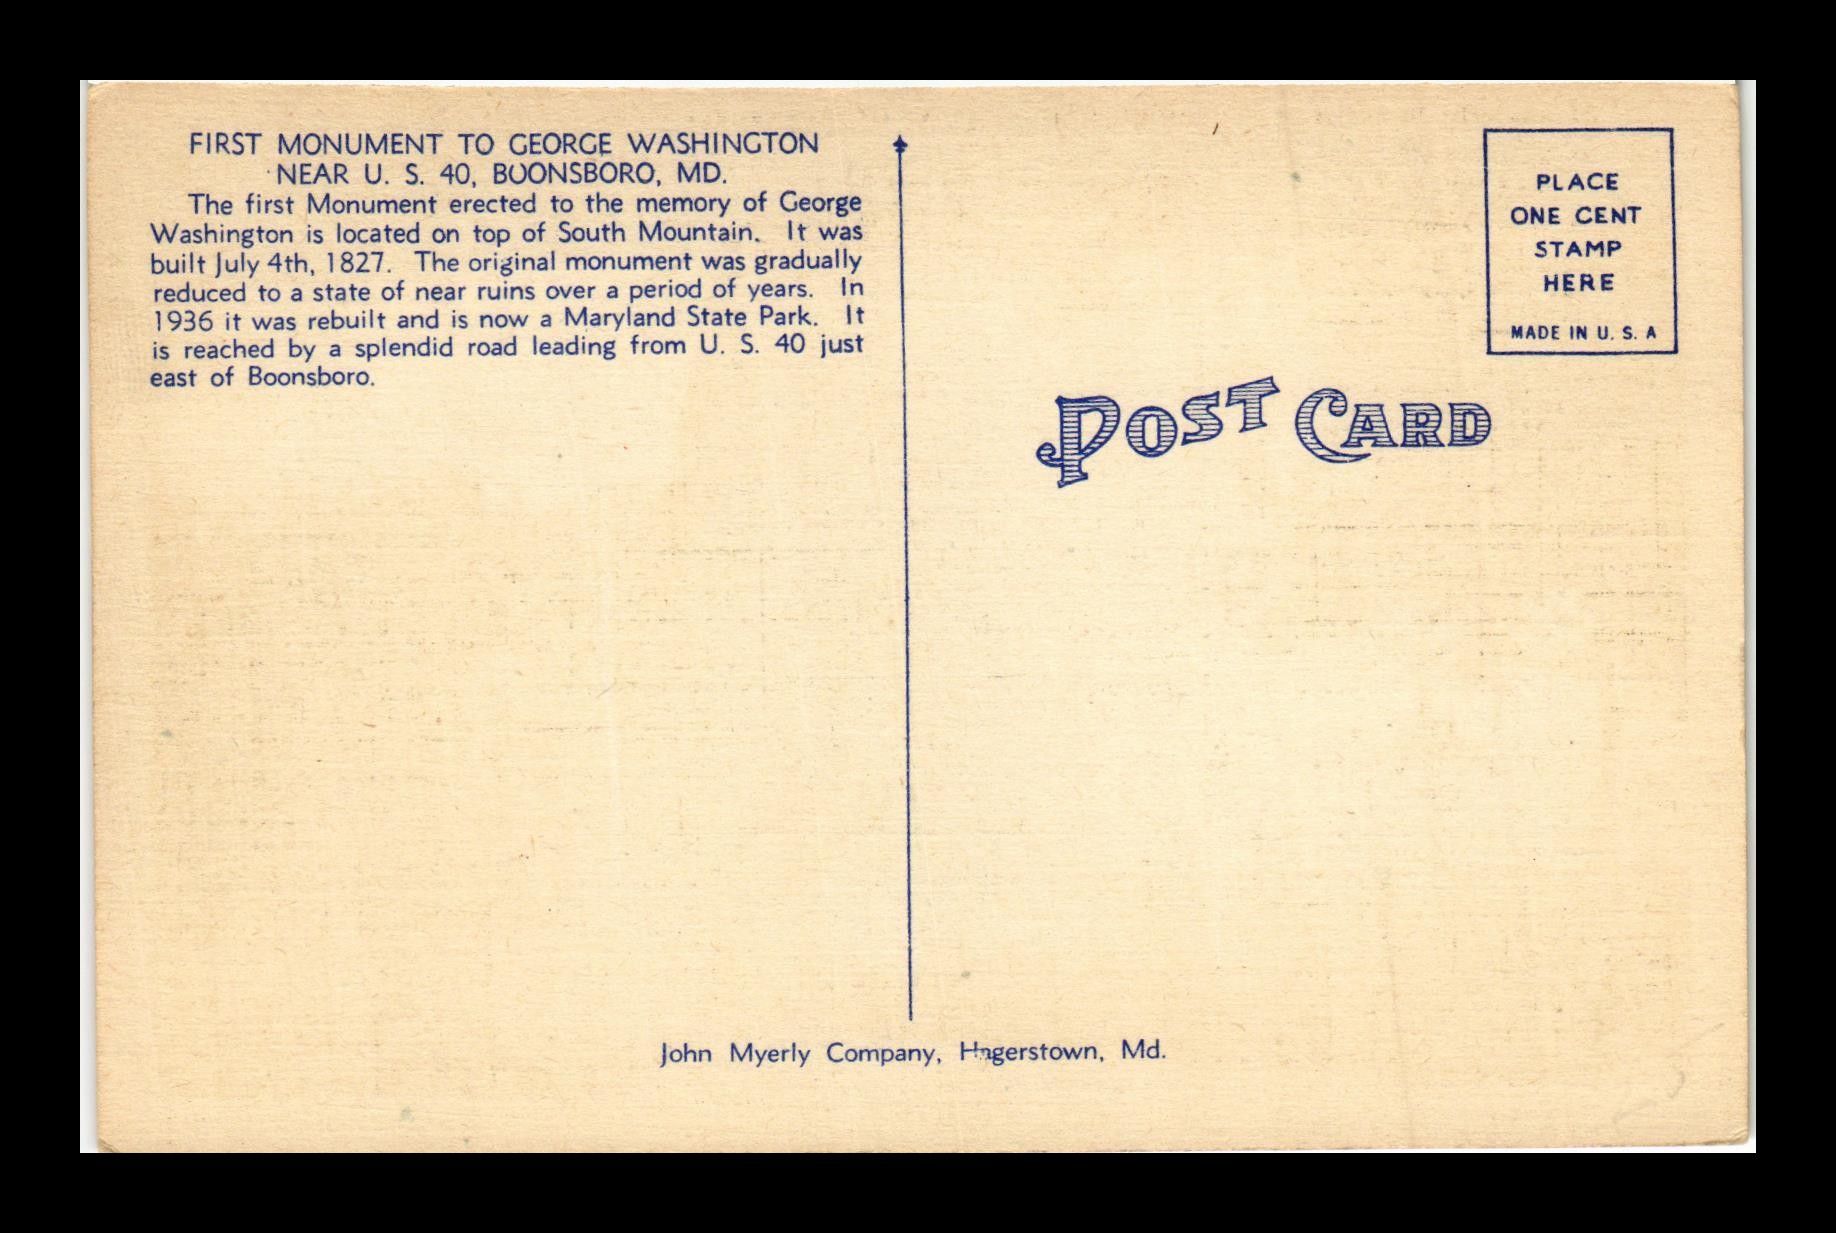 FIRST MONUMENT TO GEORGE WASHINGTON
NEAR U. S. 40, BOONSBORO, MD.
The first Monument erected to the memory of George
Washington is located on top of South Mountain. It was
built July 4th, 1827. The original monument was gradually
reduced to a state of near ruins over a period of years. In
1936 it was rebuilt and is now a Maryland State Park. It
is reached by a splendid road leading from U. S. 40 just
east of Boonsboro.
PLACE
ONE CENT
STAMP
HERE
MADE IN U. S. A
POST CARD
John Myerly Company, Hagerstown, Md.